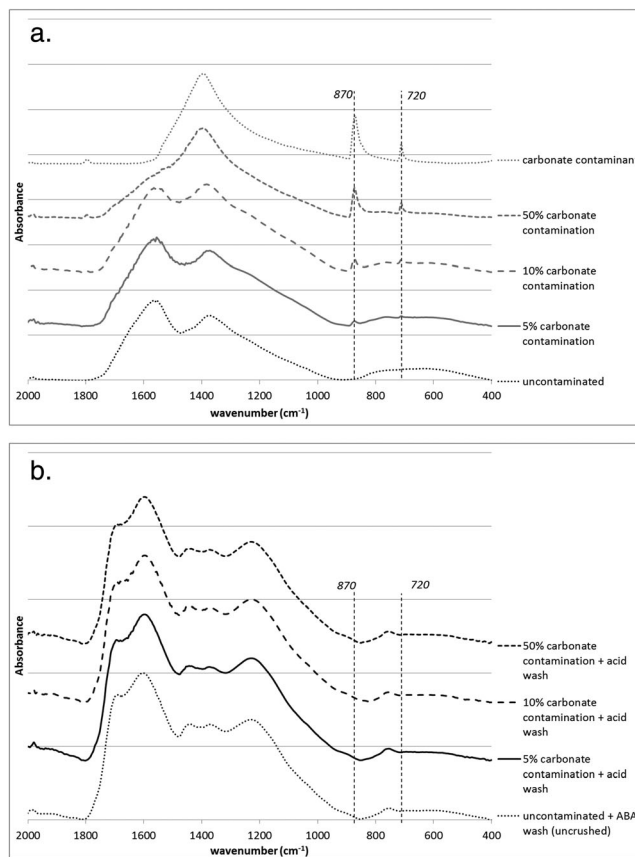 a.
870
720
carbonate contaminant
50% carbonate
contamination
10% carbonate
contamination
5% carbonate
contamination
uncontaminated
Absorbance
2000 1800 1600 1400 1200 1000 800 600 400
wavenumber (cm⁻¹)
b.
870
720
50% carbonate
contamination + acid
wash
10% carbonate
contamination + acid
wash
5% carbonate
contamination + acid
wash
uncontaminated + ABA
wash (uncrushed)
Absorbance
2000 1800 1600 1400 1200 1000 800 600 400
wavenumber (cm⁻¹)